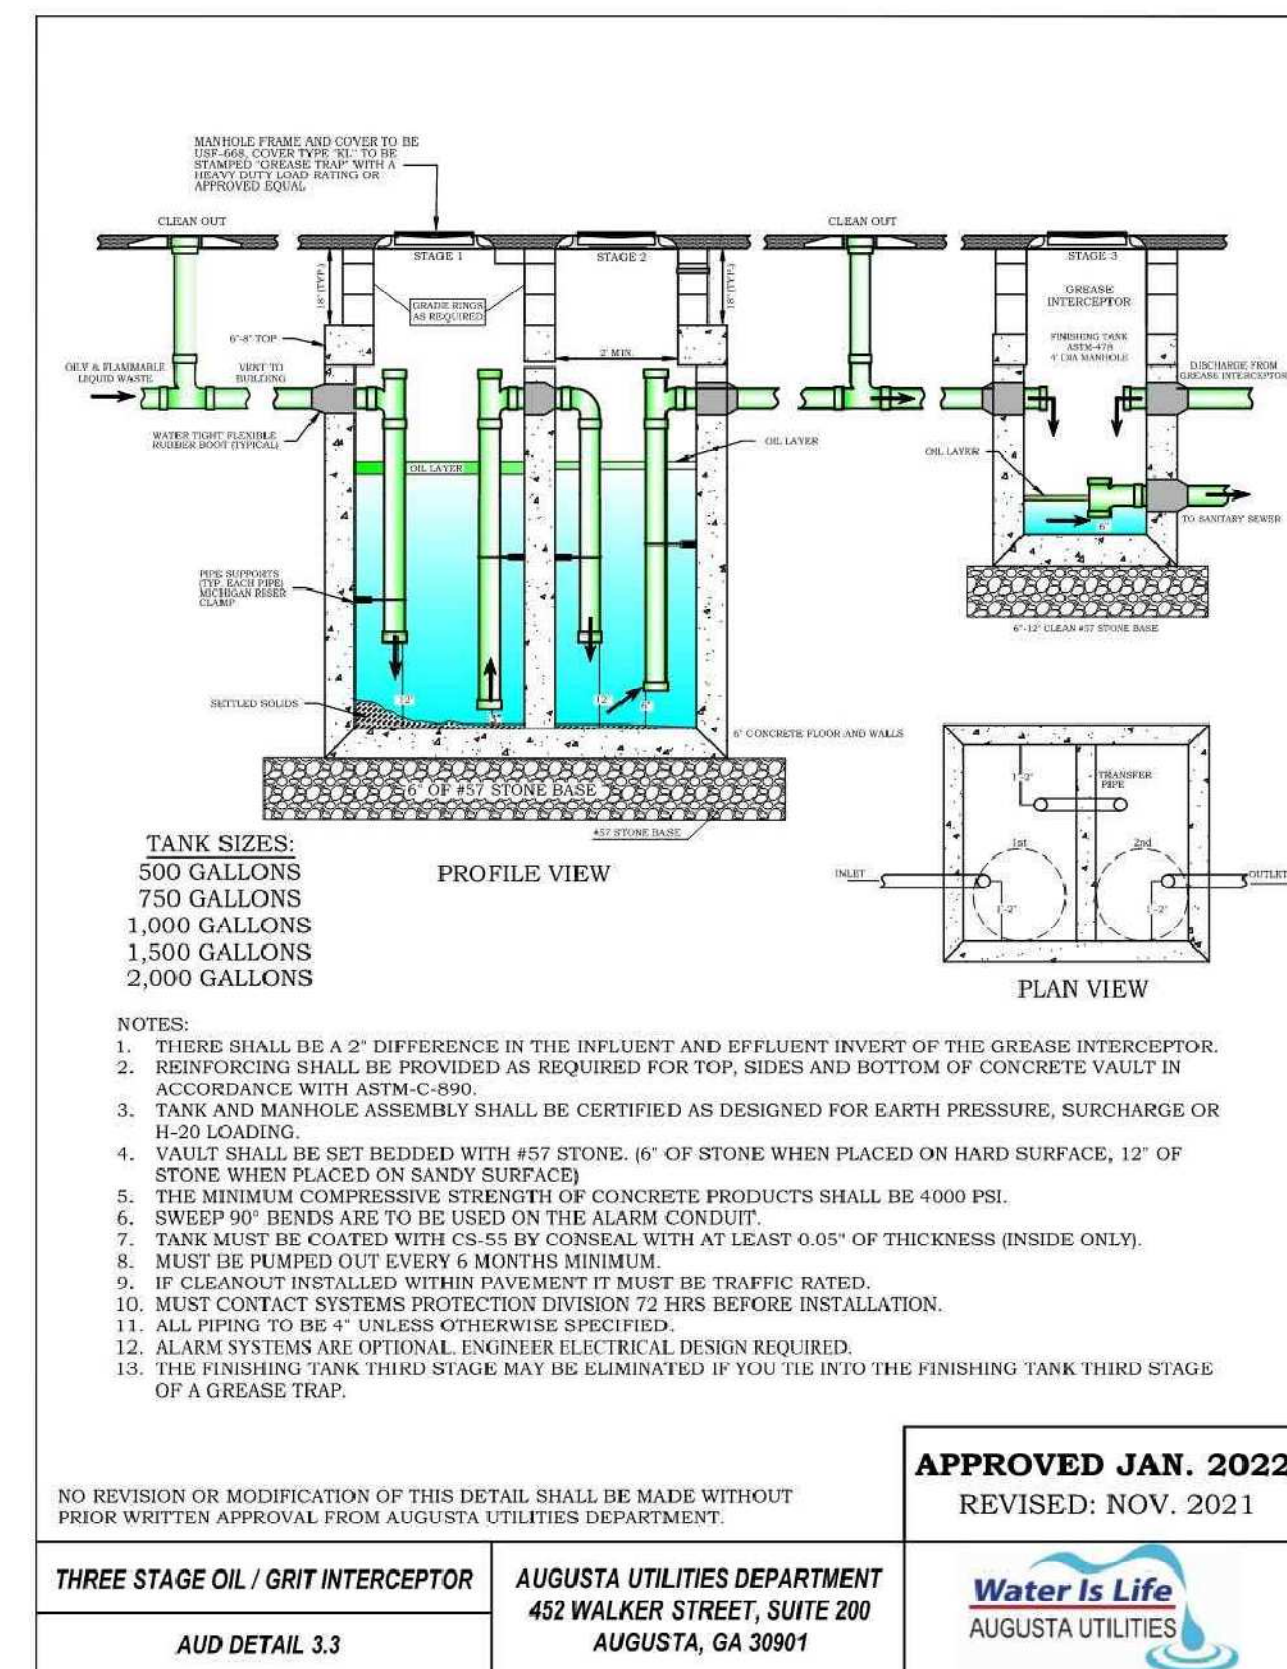 MANHOLE FRAME AND COVER TO BE
USF-668, COVER TYPE "KL" TO BE
STAMPED "GREASE TRAP" WITH A
HEAVY DUTY LOAD RATING OR
APPROVED EQUAL
CLEAN OUT
CLEAN OUT
STAGE 1
STAGE 2
STAGE 3
18" (TYP.)
18" (TYP.)
GRADE RINGS
AS REQUIRED
GREASE
INTERCEPTOR
6"-8" TOP
2' MIN.
FINISHING TANK
ASTM-478
4' DIA MANHOLE
OILY & FLAMMABLE
LIQUID WASTE
VENT TO
BUILDING
DISCHARGE FROM
GREASE INTERCEPTOR
WATER TIGHT FLEXIBLE
RUBBER BOOT (TYPICAL)
OIL LAYER
OIL LAYER
OIL LAYER
6"
TO SANITARY SEWER
PIPE SUPPORTS
(TYP. EACH PIPE)
MICHIGAN RISER
CLAMP
6"-12" CLEAN #57 STONE BASE
SETTLED SOLIDS
12"
12"
6"
6" CONCRETE FLOOR AND WALLS
6" OF #57 STONE BASE
#57 STONE BASE
1'-2"
TRANSFER
PIPE
1st
2nd
INLET
OUTLET
1'-2"
1'-2"
PLAN VIEW
PROFILE VIEW
TANK SIZES:
500 GALLONS
750 GALLONS
1,000 GALLONS
1,500 GALLONS
2,000 GALLONS
NOTES:
1. THERE SHALL BE A 2" DIFFERENCE IN THE INFLUENT AND EFFLUENT INVERT OF THE GREASE INTERCEPTOR.
2. REINFORCING SHALL BE PROVIDED AS REQUIRED FOR TOP, SIDES AND BOTTOM OF CONCRETE VAULT IN
ACCORDANCE WITH ASTM-C-890.
3. TANK AND MANHOLE ASSEMBLY SHALL BE CERTIFIED AS DESIGNED FOR EARTH PRESSURE, SURCHARGE OR
H-20 LOADING.
4. VAULT SHALL BE SET BEDDED WITH #57 STONE. (6" OF STONE WHEN PLACED ON HARD SURFACE, 12" OF
STONE WHEN PLACED ON SANDY SURFACE)
5. THE MINIMUM COMPRESSIVE STRENGTH OF CONCRETE PRODUCTS SHALL BE 4000 PSI.
6. SWEEP 90° BENDS ARE TO BE USED ON THE ALARM CONDUIT.
7. TANK MUST BE COATED WITH CS-55 BY CONSEAL WITH AT LEAST 0.05" OF THICKNESS (INSIDE ONLY).
8. MUST BE PUMPED OUT EVERY 6 MONTHS MINIMUM.
9. IF CLEANOUT INSTALLED WITHIN PAVEMENT IT MUST BE TRAFFIC RATED.
10. MUST CONTACT SYSTEMS PROTECTION DIVISION 72 HRS BEFORE INSTALLATION.
11. ALL PIPING TO BE 4" UNLESS OTHERWISE SPECIFIED.
12. ALARM SYSTEMS ARE OPTIONAL. ENGINEER ELECTRICAL DESIGN REQUIRED.
13. THE FINISHING TANK THIRD STAGE MAY BE ELIMINATED IF YOU TIE INTO THE FINISHING TANK THIRD STAGE
OF A GREASE TRAP.
NO REVISION OR MODIFICATION OF THIS DETAIL SHALL BE MADE WITHOUT
PRIOR WRITTEN APPROVAL FROM AUGUSTA UTILITIES DEPARTMENT.
APPROVED JAN. 2022
REVISED: NOV. 2021
THREE STAGE OIL / GRIT INTERCEPTOR
AUD DETAIL 3.3
AUGUSTA UTILITIES DEPARTMENT
452 WALKER STREET, SUITE 200
AUGUSTA, GA 30901
Water Is Life
AUGUSTA UTILITIES